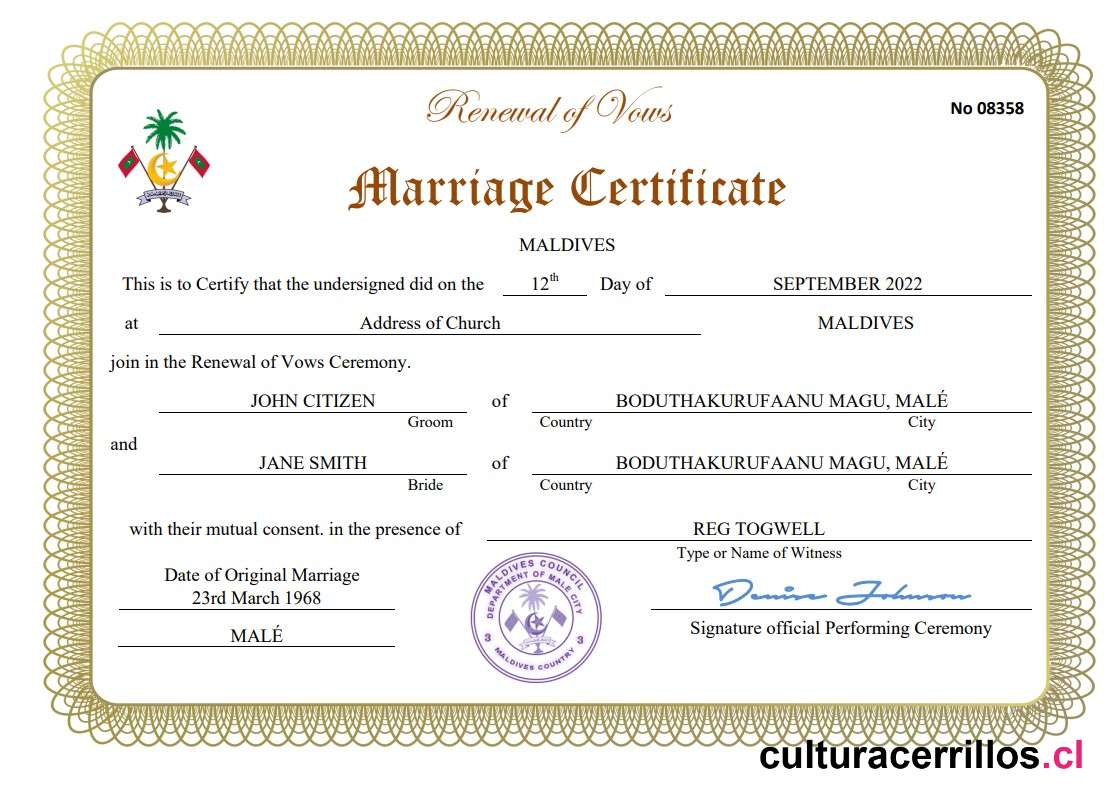 Renewal of Vows
No 08358
Marriage Certificate
MALDIVES
This is to Certify that the undersigned did on the 12th Day of SEPTEMBER 2022
at Address of Church MALDIVES
join in the Renewal of Vows Ceremony.
JOHN CITIZEN of BODUTHAKURUFAANU MAGU, MALÉ
Groom Country City
and
JANE SMITH of BODUTHAKURUFAANU MAGU, MALÉ
Bride Country City
with their mutual consent. in the presence of REG TOGWELL
Type or Name of Witness
Date of Original Marriage
23rd March 1968
MALÉ
MALDIVES COUNCIL
DEPARTMENT OF MALE CITY
3 3
MALDIVES COUNTRY
Denise Johnson
Signature official Performing Ceremony
culturacerrillos.cl